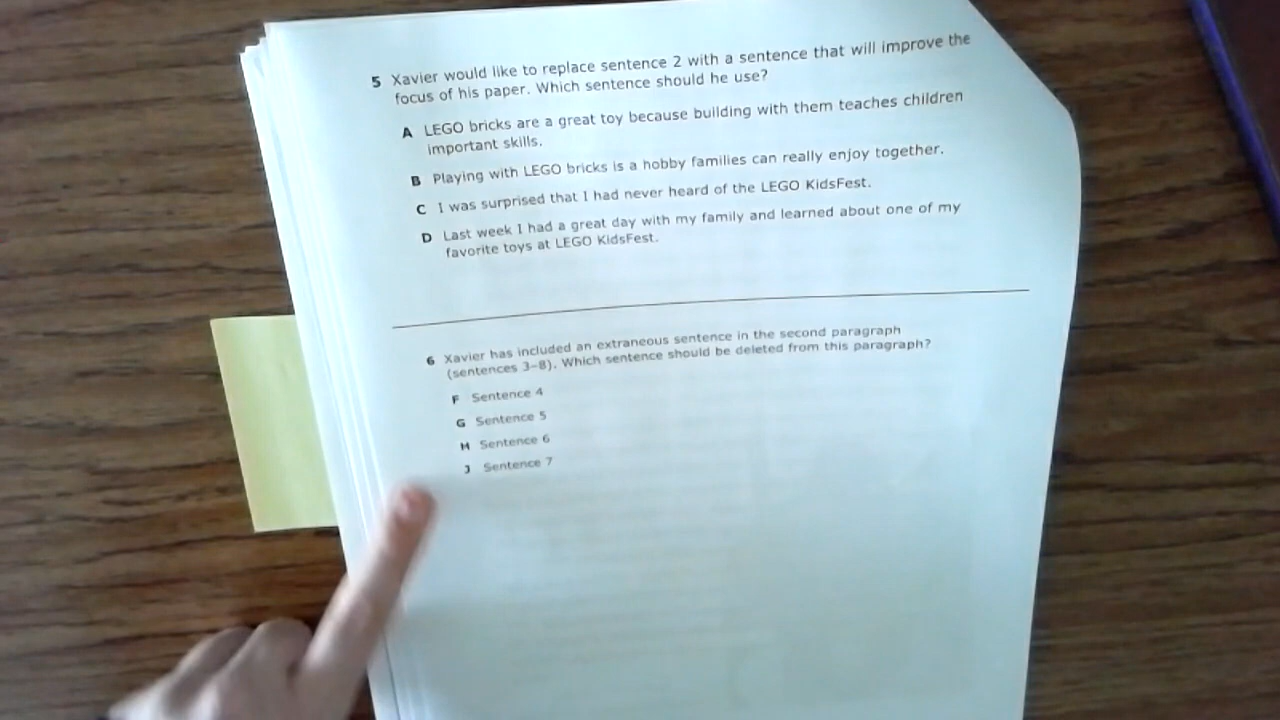 5 Xavier would like to replace sentence 2 with a sentence that will improve the
focus of his paper. Which sentence should he use?
A LEGO bricks are a great toy because building with them teaches children
important skills.
B Playing with LEGO bricks is a hobby families can really enjoy together.
C I was surprised that I had never heard of the LEGO KidsFest.
D Last week I had a great day with my family and learned about one of my
favorite toys at LEGO KidsFest.
6 Xavier has included an extraneous sentence in the second paragraph
(sentences 3–8). Which sentence should be deleted from this paragraph?
F Sentence 4
G Sentence 5
H Sentence 6
J Sentence 7